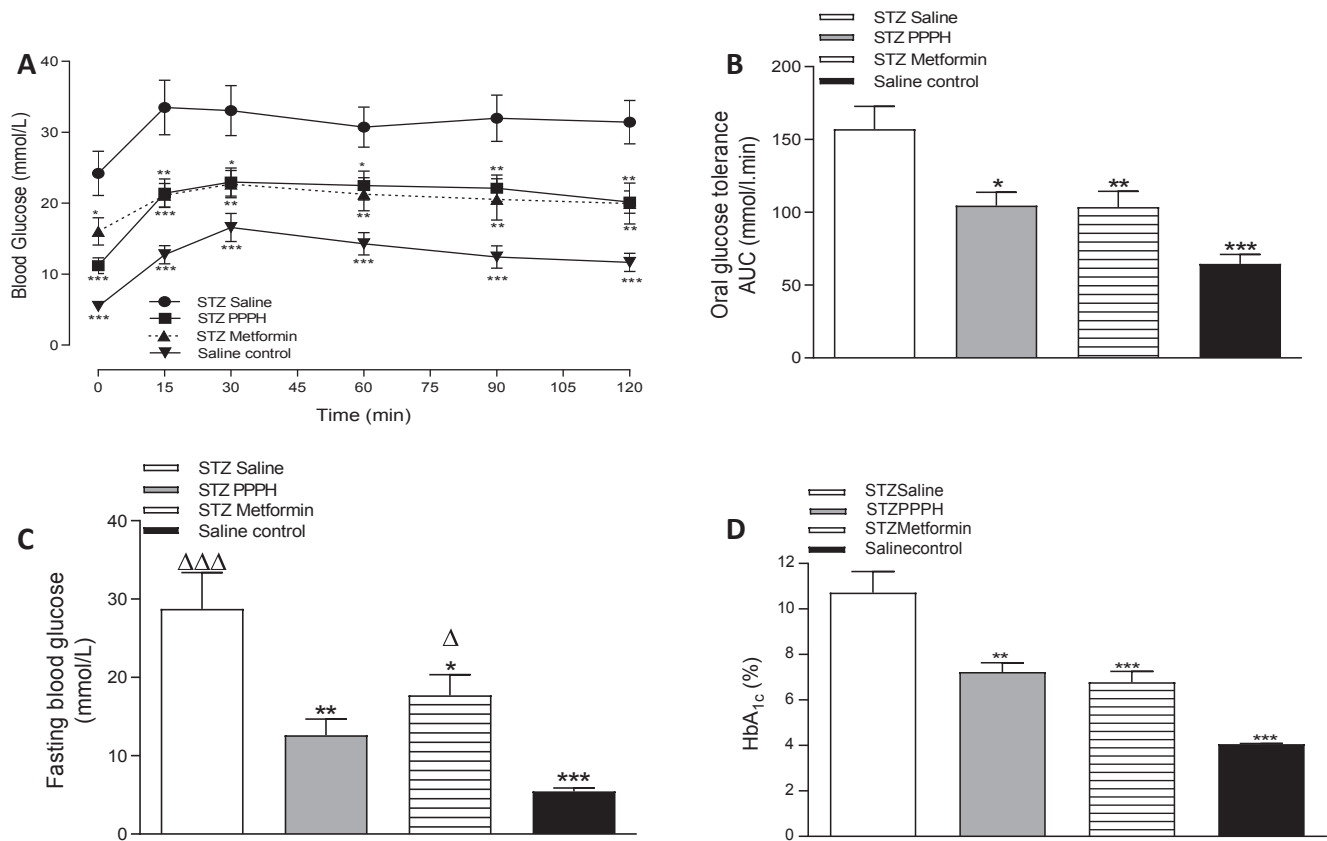 A
Blood Glucose (mmol/L)
40
30
20
10
0
*
***
***
**
***
***
*
**
***
*
**
***
**
**
***
**
**
***
STZ Saline
STZ PPPH
STZ Metformin
Saline control
0 15 30 45 60 75 90 105 120
Time (min)
STZ Saline
STZ PPPH
STZ Metformin
Saline control
B
Oral glucose tolerance
AUC (mmol/l.min)
200
150
100
50
0
*
**
***
STZ Saline
STZ PPPH
STZ Metformin
Saline control
C
Fasting blood glucose
(mmol/L)
40
30
20
10
0
ΔΔΔ
**
Δ
*
***
STZSaline
STZPPPH
STZMetformin
Salinecontrol
D
HbA1c (%)
12
10
8
6
4
2
0
**
***
***